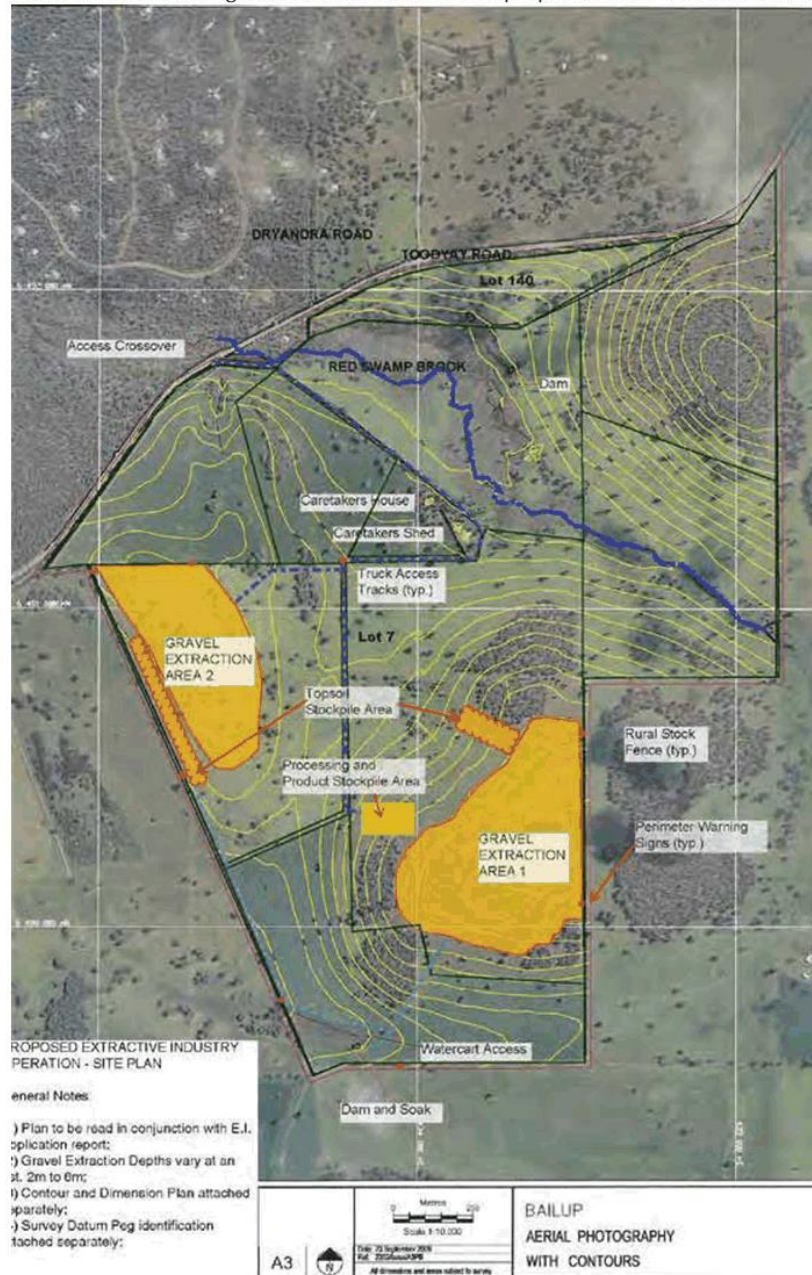 DRYANDRA ROAD
TOODYAY ROAD
Lot 140
Access Crossover
RED SWAMP BROOK
Dam
Caretakers House
Caretakers Shed
Truck Access
Tracks (typ.)
GRAVEL
EXTRACTION
AREA 2
Lot 7
Topsoil
Stockpile Area
Rural Stock
Fence (typ.)
Processing and
Product Stockpile Area
GRAVEL
EXTRACTION
AREA 1
Perimeter Warning
Signs (typ.)
Watercart Access
Dam and Soak
ROPOSED EXTRACTIVE INDUSTRY
PERATION - SITE PLAN
eneral Notes
) Plan to be read in conjunction with E.I.
pplication report;
) Gravel Extraction Depths vary at an
st. 2m to 6m;
) Contour and Dimension Plan attached
eparately;
) Survey Datum Peg identification
ttached separately;
A3
N
Metres
0
Scale 1:10,000
All dimensions and areas subject to survey
BAILUP
AERIAL PHOTOGRAPHY
WITH CONTOURS